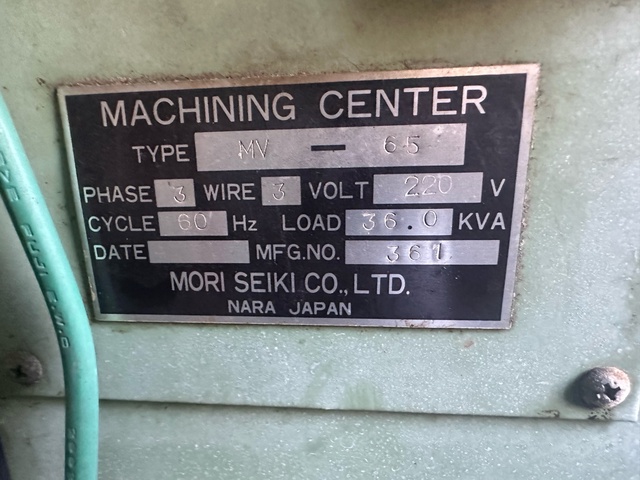 MACHINING CENTER
TYPE MV — 65
PHASE 3 WIRE 3 VOLT 220 V
CYCLE 60 Hz LOAD 36.0 KVA
DATE MFG.NO. 361
MORI SEIKI CO., LTD.
NARA JAPAN